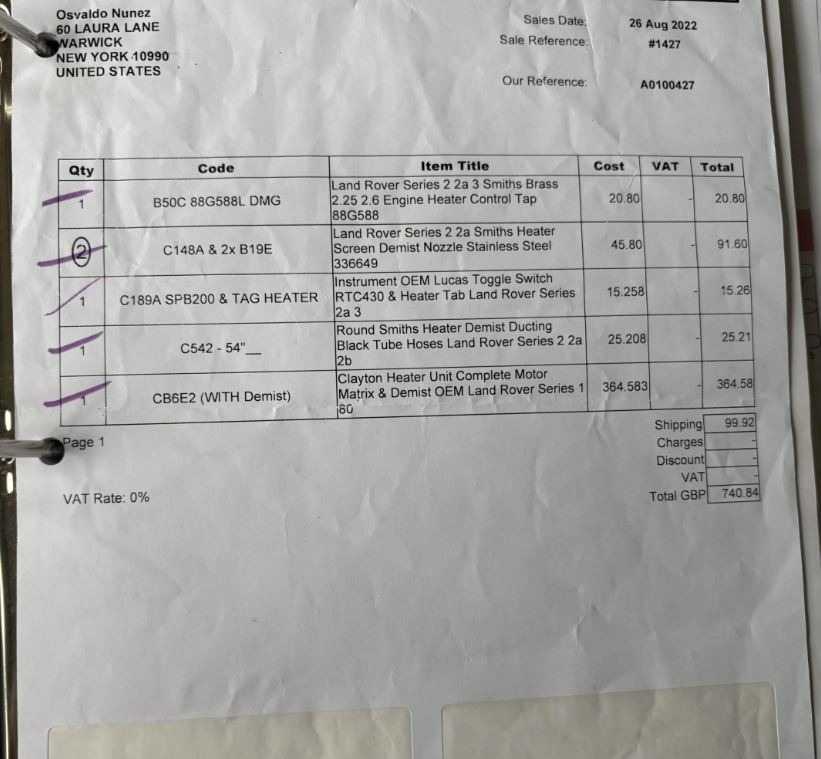 Osvaldo Nunez
60 LAURA LANE
WARWICK
NEW YORK 10990
UNITED STATES
Sales Date: 26 Aug 2022
Sale Reference: #1427
Our Reference: A0100427
Qty Code Item Title Cost VAT Total
1 B50C 88G588L DMG Land Rover Series 2 2a 3 Smiths Brass 20.80 - 20.80
2.25 2.6 Engine Heater Control Tap
88G588
2 C148A & 2x B19E Land Rover Series 2 2a Smiths Heater 45.80 - 91.60
Screen Demist Nozzle Stainless Steel
336649
1 C189A SPB200 & TAG HEATER Instrument OEM Lucas Toggle Switch 15.258 - 15.26
RTC430 & Heater Tab Land Rover Series
2a 3
1 C542 - 54"__ Round Smiths Heater Demist Ducting 25.208 - 25.21
Black Tube Hoses Land Rover Series 2 2a
2b
1 CB6E2 (WITH Demist) Clayton Heater Unit Complete Motor 364.583 - 364.58
Matrix & Demist OEM Land Rover Series 1
80
Page 1
Shipping 99.92
Charges -
Discount -
VAT -
Total GBP 740.84
VAT Rate: 0%